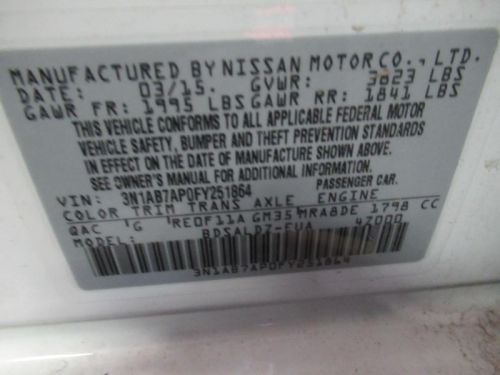 MANUFACTURED BY NISSAN MOTOR CO., LTD.
DATE: 03/15. GVWR: 3823 LBS
GAWR FR: 1995 LBS GAWR RR: 1841 LBS
THIS VEHICLE CONFORMS TO ALL APPLICABLE FEDERAL MOTOR
VEHICLE SAFETY, BUMPER AND THEFT PREVENTION STANDARDS
IN EFFECT ON THE DATE OF MANUFACTURE SHOWN ABOVE.
SEE OWNER'S MANUAL FOR ADDITIONAL INFORMATION.
VIN: 3N1AB7AP0FY251864 PASSENGER CAR.
COLOR TRIM TRANS AXLE ENGINE
QAC G RE0F11A GM35 MRA8DE 1798 CC
MODEL: BDSALDZ-EUA 47000
3N1AB7AP0FY251864